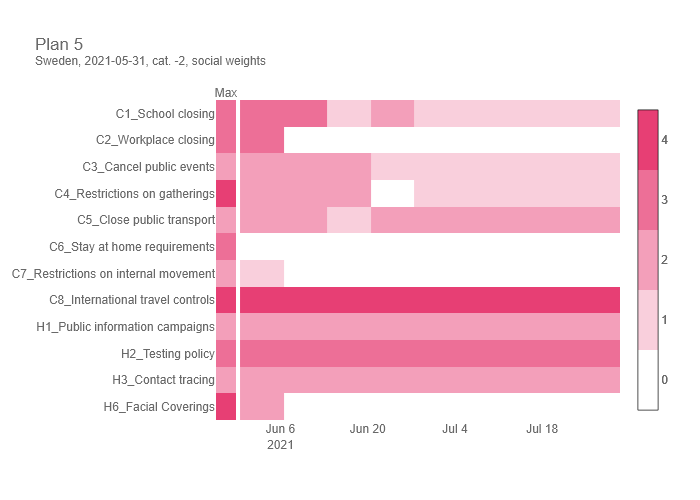 Plan 5
Sweden, 2021-05-31, cat. -2, social weights
Max
C1_School closing
C2_Workplace closing
C3_Cancel public events
C4_Restrictions on gatherings
C5_Close public transport
C6_Stay at home requirements
C7_Restrictions on internal movement
C8_International travel controls
H1_Public information campaigns
H2_Testing policy
H3_Contact tracing
H6_Facial Coverings
Jun 6
2021
Jun 20
Jul 4
Jul 18
4
3
2
1
0